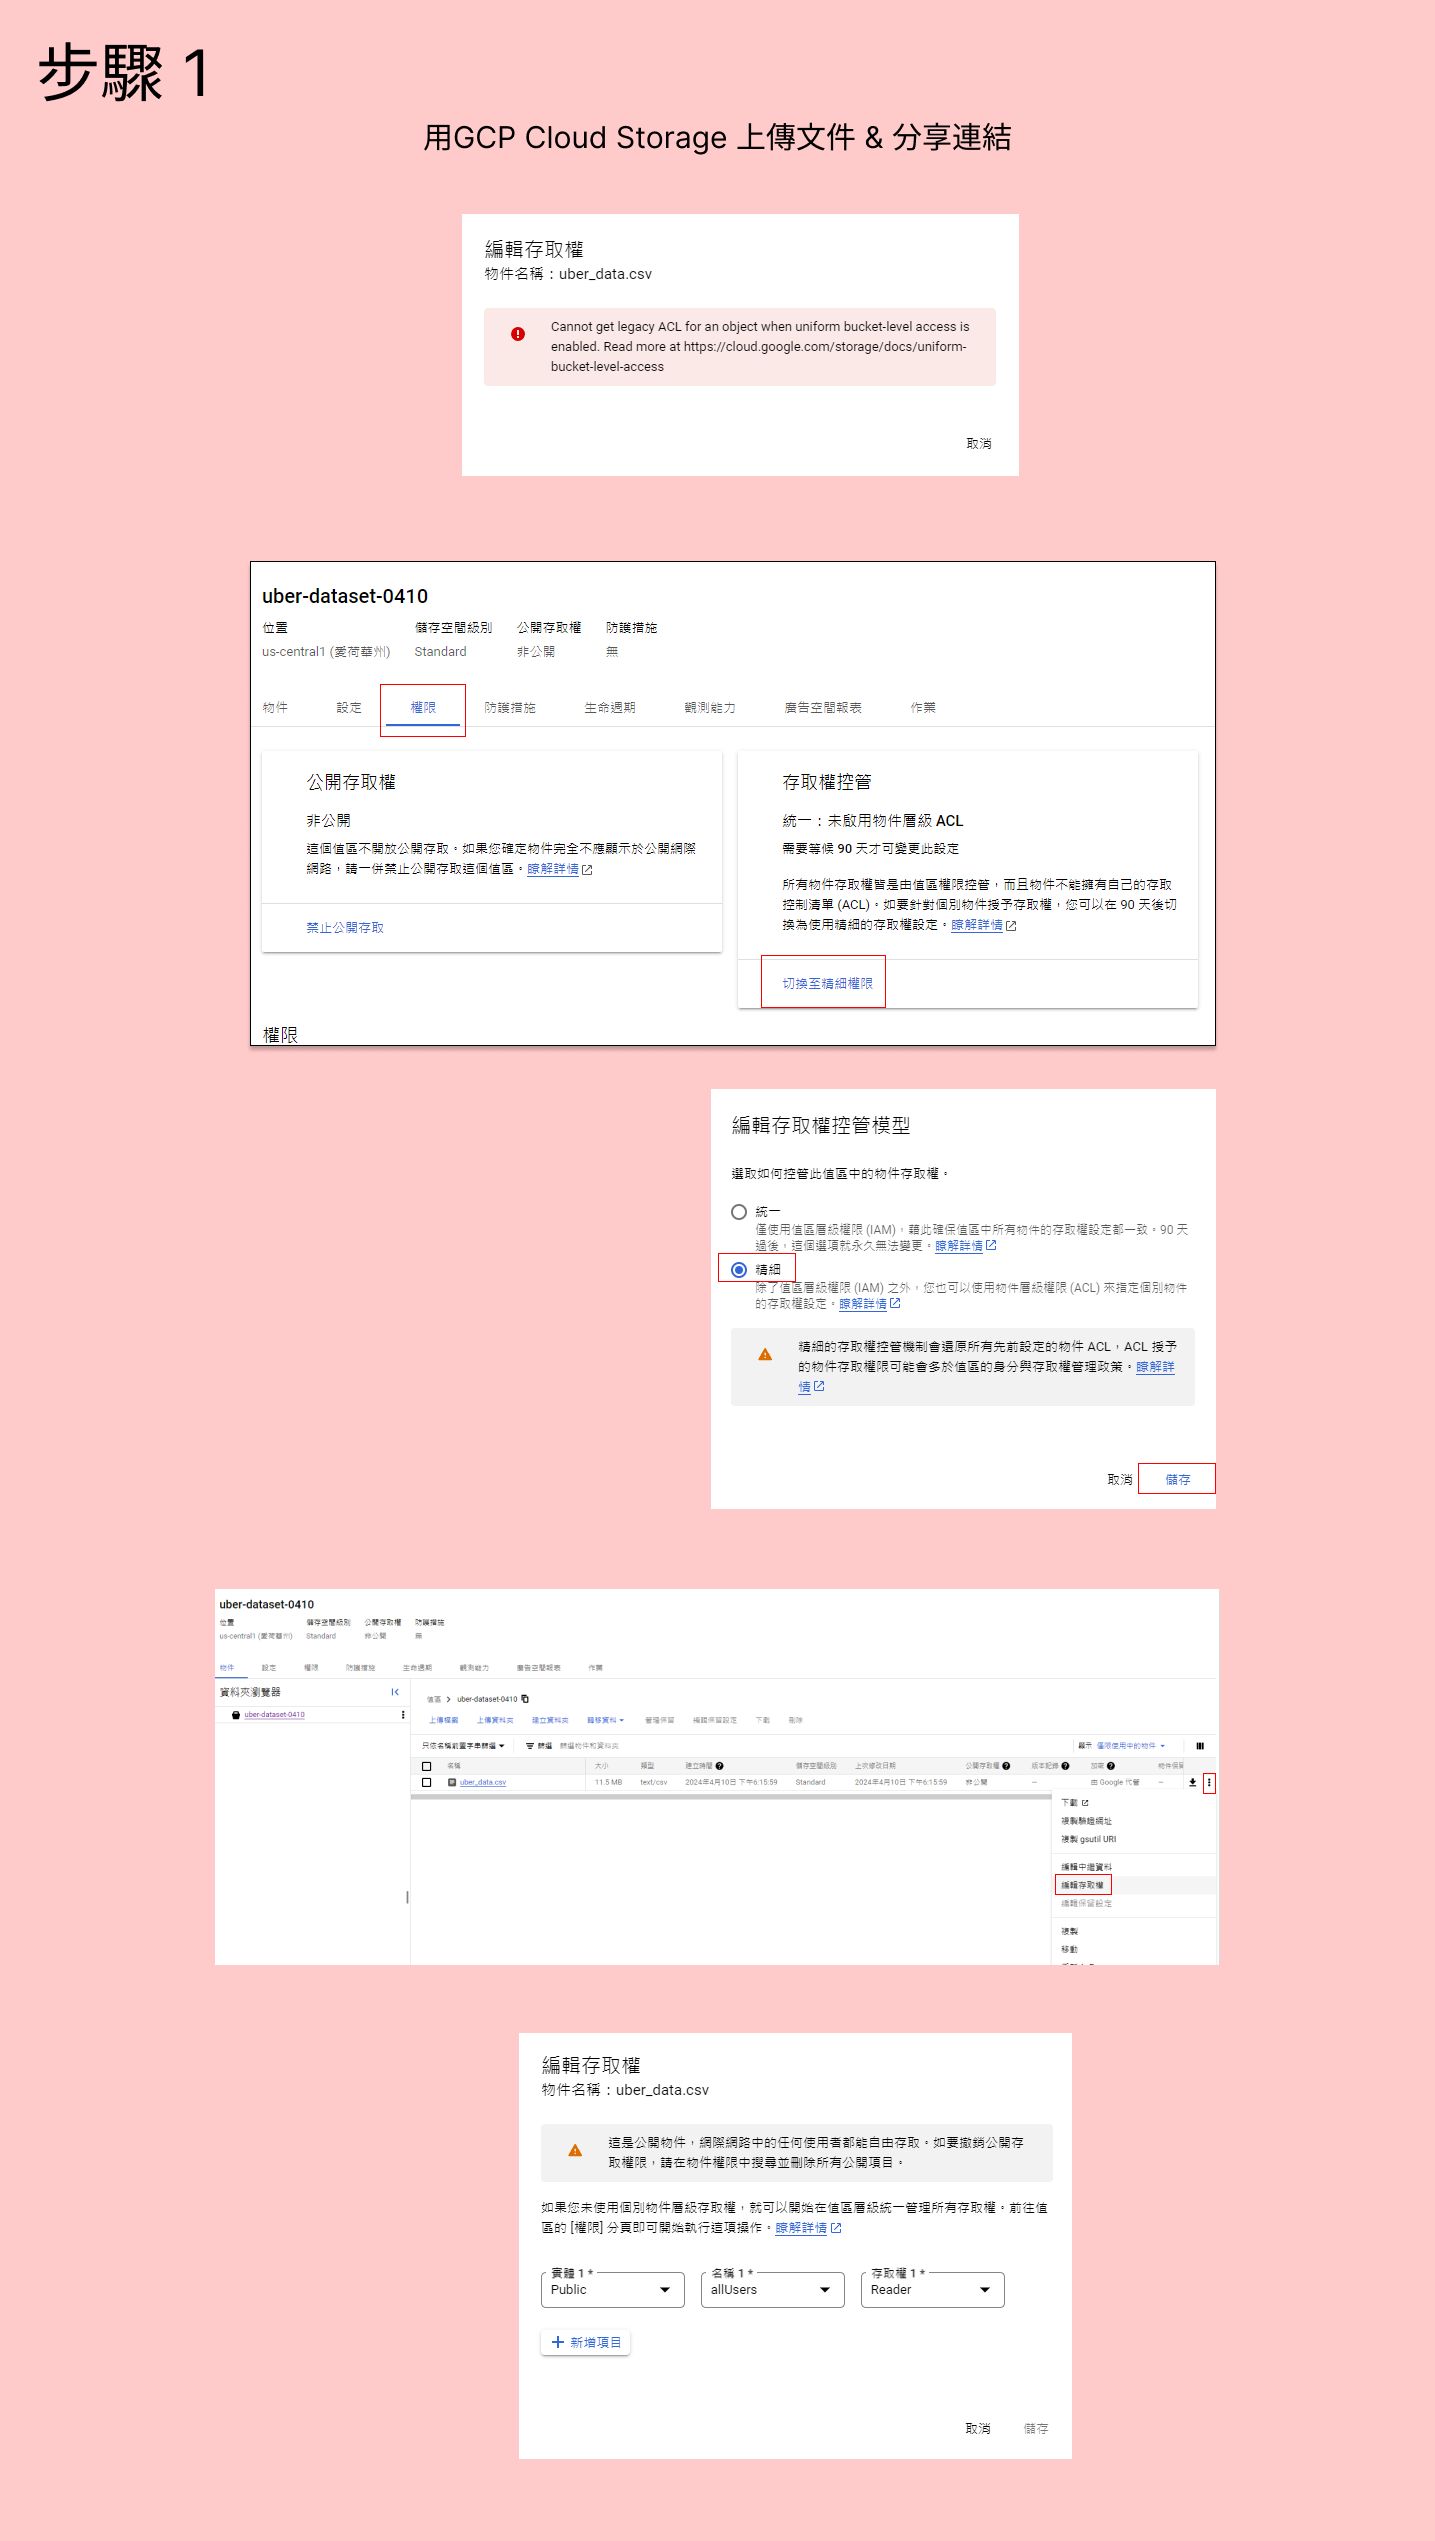 步驟 1
用GCP Cloud Storage 上傳文件 & 分享連結
編輯存取權
物件名稱：uber_data.csv
Cannot get legacy ACL for an object when uniform bucket-level access is
enabled. Read more at https://cloud.google.com/storage/docs/uniform-
bucket-level-access
取消
uber-dataset-0410
位置 儲存空間級別 公開存取權 防護措施
us-central1 (愛荷華州) Standard 非公開 無
物件 設定 權限 防護措施 生命週期 觀測能力 廣告空間報表 作業
公開存取權
非公開
這個值區不開放公開存取。如果您確定物件完全不應顯示於公開網際
網路，請一併禁止公開存取這個值區。瞭解詳情
禁止公開存取
存取權控管
統一：未啟用物件層級 ACL
需要等候 90 天才可變更此設定
所有物件存取權皆是由值區權限控管，而且物件不能擁有自己的存取
控制清單 (ACL)。如要針對個別物件授予存取權，您可以在 90 天後切
換為使用精細的存取權設定。瞭解詳情
切換至精細權限
權限
編輯存取權控管模型
選取如何控管此值區中的物件存取權。
統一
僅使用值區層級權限 (IAM)，藉此確保值區中所有物件的存取權設定都一致。90 天
過後，這個選項就永久無法變更。瞭解詳情
精細
除了值區層級權限 (IAM) 之外，您也可以使用物件層級權限 (ACL) 來指定個別物件
的存取權設定。瞭解詳情
精細的存取權控管機制會還原所有先前設定的物件 ACL，ACL 授予
的物件存取權限可能會多於值區的身分與存取權管理政策。瞭解詳
情
取消 儲存
uber-dataset-0410
位置 儲存空間級別 公開存取權 防護措施
us-central1 (愛荷華州) Standard 非公開 無
物件 設定 權限 防護措施 生命週期 觀測能力 廣告空間報表 作業
資料夾瀏覽器
uber-dataset-0410
值區 > uber-dataset-0410
上傳檔案 上傳資料夾 建立資料夾 轉移資料 管理保留 編輯保留設定 下載 刪除
只依名稱前置字串篩選 篩選 篩選物件和資料夾 顯示 僅限使用中的物件
名稱 大小 類型 建立時間 儲存空間級別 上次修改日期 公開存取權 版本記錄 加密 物件保留
uber_data.csv 11.5 MB text/csv 2024年4月10日 下午6:15:59 Standard 2024年4月10日 下午6:15:59 非公開 — 由 Google 代管 —
下載
複製驗證網址
複製 gsutil URI
編輯中繼資料
編輯存取權
編輯保留設定
複製
移動
編輯存取權
物件名稱：uber_data.csv
這是公開物件，網際網路中的任何使用者都能自由存取。如要撤銷公開存
取權限，請在物件權限中搜尋並刪除所有公開項目。
如果您未使用個別物件層級存取權，就可以開始在值區層級統一管理所有存取權。前往值
區的 [權限] 分頁即可開始執行這項操作。瞭解詳情
實體 1 * 名稱 1 * 存取權 1 *
Public allUsers Reader
新增項目
取消 儲存